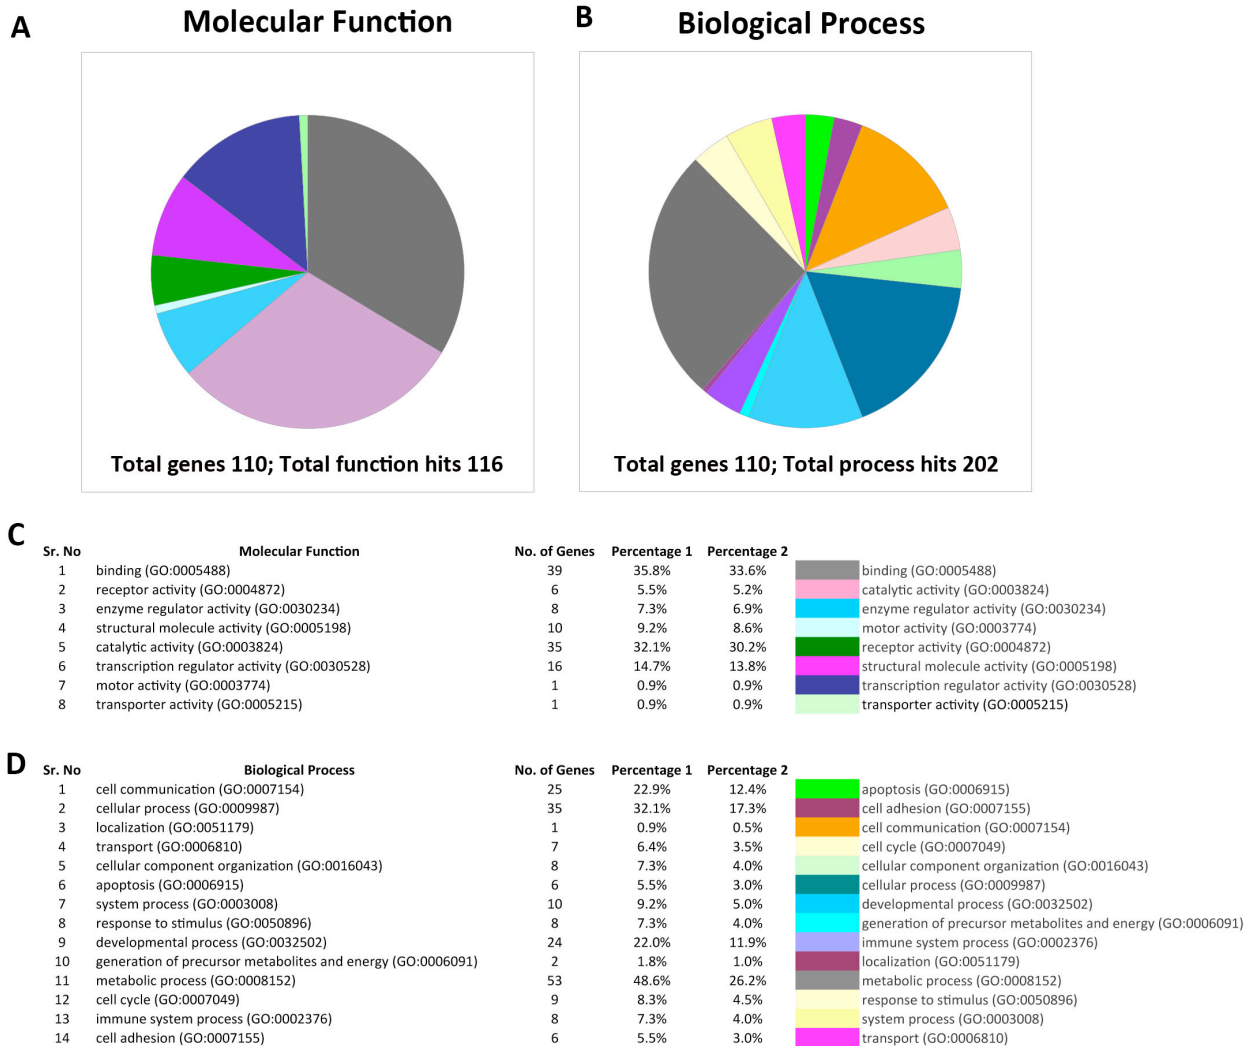 A Molecular Function
B Biological Process
Total genes 110; Total function hits 116
Total genes 110; Total process hits 202
C
Sr. No Molecular Function No. of Genes Percentage 1 Percentage 2
1 binding (GO:0005488) 39 35.8% 33.6% binding (GO:0005488)
2 receptor activity (GO:0004872) 6 5.5% 5.2% catalytic activity (GO:0003824)
3 enzyme regulator activity (GO:0030234) 8 7.3% 6.9% enzyme regulator activity (GO:0030234)
4 structural molecule activity (GO:0005198) 10 9.2% 8.6% motor activity (GO:0003774)
5 catalytic activity (GO:0003824) 35 32.1% 30.2% receptor activity (GO:0004872)
6 transcription regulator activity (GO:0030528) 16 14.7% 13.8% structural molecule activity (GO:0005198)
7 motor activity (GO:0003774) 1 0.9% 0.9% transcription regulator activity (GO:0030528)
8 transporter activity (GO:0005215) 1 0.9% 0.9% transporter activity (GO:0005215)
D
Sr. No Biological Process No. of Genes Percentage 1 Percentage 2
1 cell communication (GO:0007154) 25 22.9% 12.4% apoptosis (GO:0006915)
2 cellular process (GO:0009987) 35 32.1% 17.3% cell adhesion (GO:0007155)
3 localization (GO:0051179) 1 0.9% 0.5% cell communication (GO:0007154)
4 transport (GO:0006810) 7 6.4% 3.5% cell cycle (GO:0007049)
5 cellular component organization (GO:0016043) 8 7.3% 4.0% cellular component organization (GO:0016043)
6 apoptosis (GO:0006915) 6 5.5% 3.0% cellular process (GO:0009987)
7 system process (GO:0003008) 10 9.2% 5.0% developmental process (GO:0032502)
8 response to stimulus (GO:0050896) 8 7.3% 4.0% generation of precursor metabolites and energy (GO:0006091)
9 developmental process (GO:0032502) 24 22.0% 11.9% immune system process (GO:0002376)
10 generation of precursor metabolites and energy (GO:0006091) 2 1.8% 1.0% localization (GO:0051179)
11 metabolic process (GO:0008152) 53 48.6% 26.2% metabolic process (GO:0008152)
12 cell cycle (GO:0007049) 9 8.3% 4.5% response to stimulus (GO:0050896)
13 immune system process (GO:0002376) 8 7.3% 4.0% system process (GO:0003008)
14 cell adhesion (GO:0007155) 6 5.5% 3.0% transport (GO:0006810)